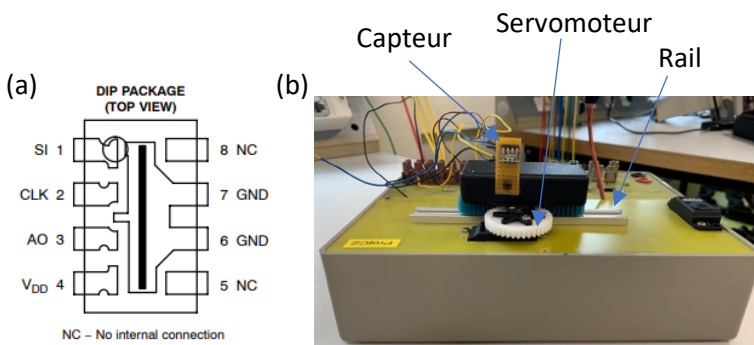 (a)
DIP PACKAGE
(TOP VIEW)
SI 1
8 NC
CLK 2
7 GND
AO 3
6 GND
VDD 4
5 NC
NC – No internal connection
(b)
Capteur
Servomoteur
Rail